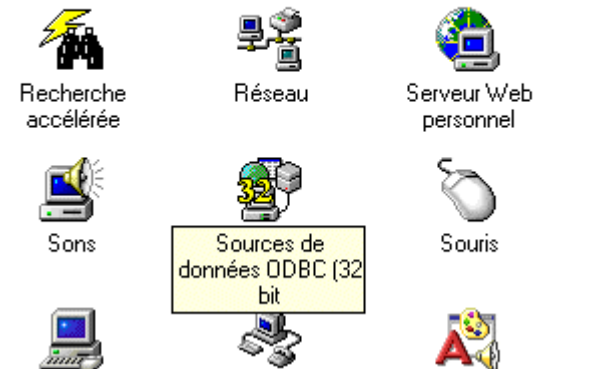 Recherche
accélérée
Réseau
Serveur Web
personnel
Sons
32
Sources de
données ODBC (32
bit
Souris